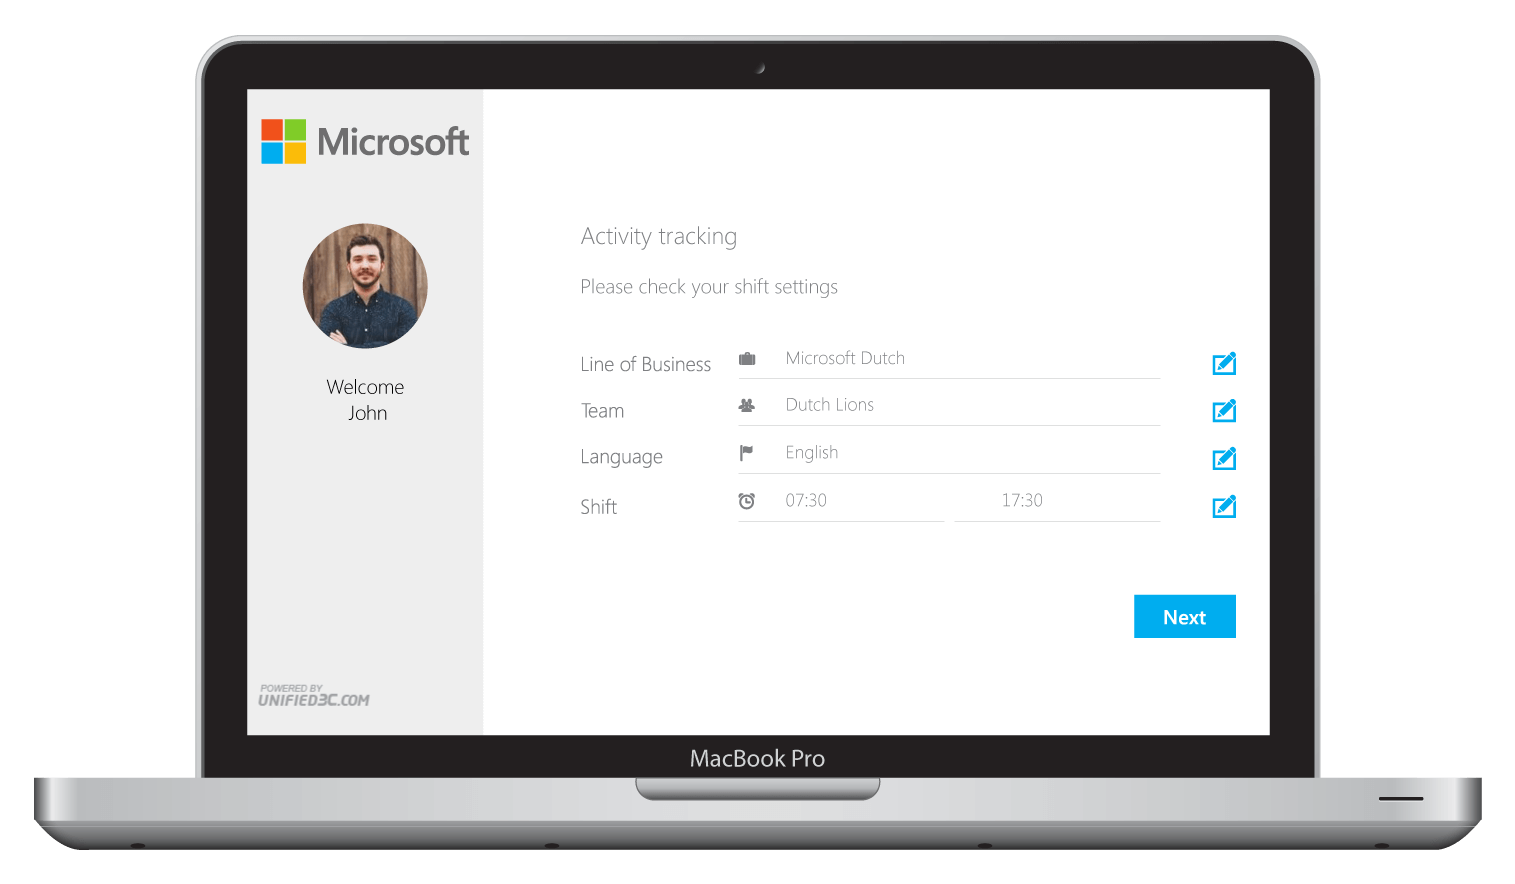 Microsoft
Welcome
John
POWERED BY
UNIFIED3C.COM
Activity tracking
Please check your shift settings
Line of Business Microsoft Dutch
Team Dutch Lions
Language English
Shift 07:30 17:30
Next
MacBook Pro